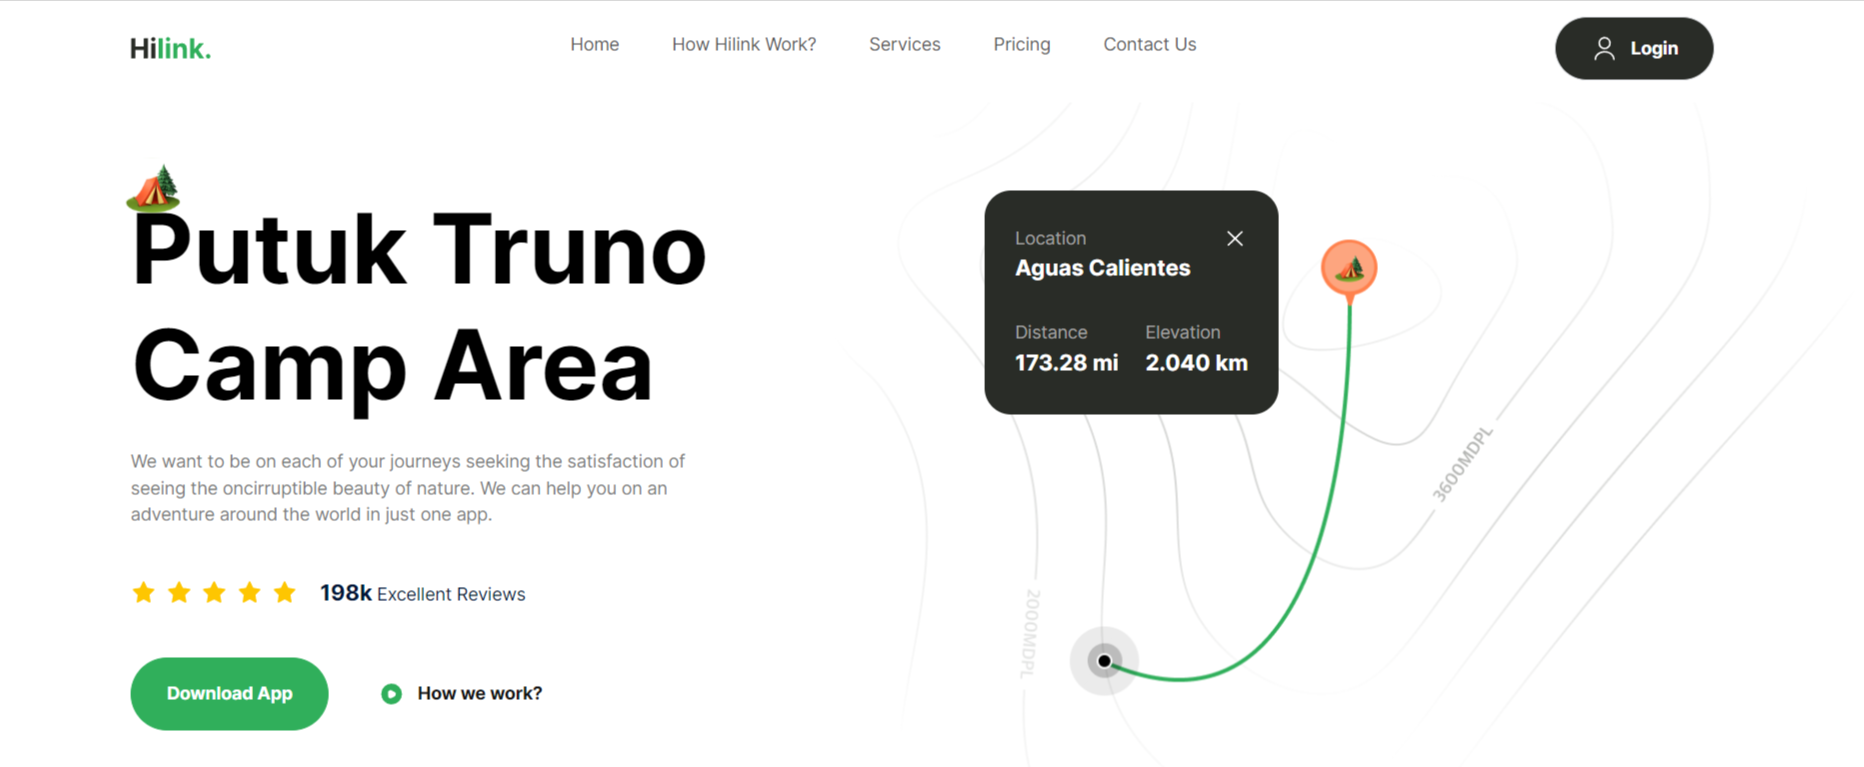 Hilink.
Home
How Hilink Work?
Services
Pricing
Contact Us
Login
Putuk Truno
Camp Area
We want to be on each of your journeys seeking the satisfaction of
seeing the oncirruptible beauty of nature. We can help you on an
adventure around the world in just one app.
198k Excellent Reviews
Download App
How we work?
Location
Aguas Calientes
Distance
Elevation
173.28 mi
2.040 km
3600MDPL
2000MDPL